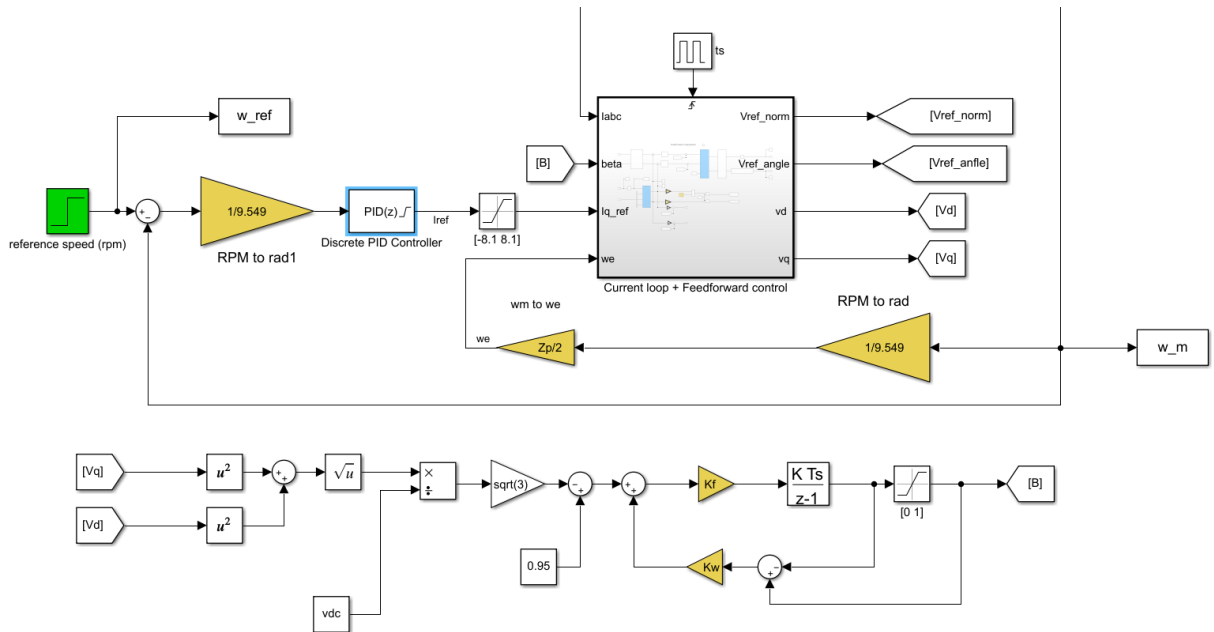 ts
w_ref
Iabc
Vref_norm
[Vref_norm]
[B]
beta
Vref_angle
[Vref_anfle]
1/9.549
PID(z)
Iref
Iq_ref
vd
[Vd]
reference speed (rpm)
Discrete PID Controller
[-8.1 8.1]
RPM to rad1
we
vq
[Vq]
Current loop + Feedforward control
wm to we
RPM to rad
we
Zp/2
1/9.549
w_m
[Vq]
u²
√u
×
÷
sqrt(3)
Kf
K Ts
z-1
[B]
[0 1]
[Vd]
u²
0.95
Kw
vdc